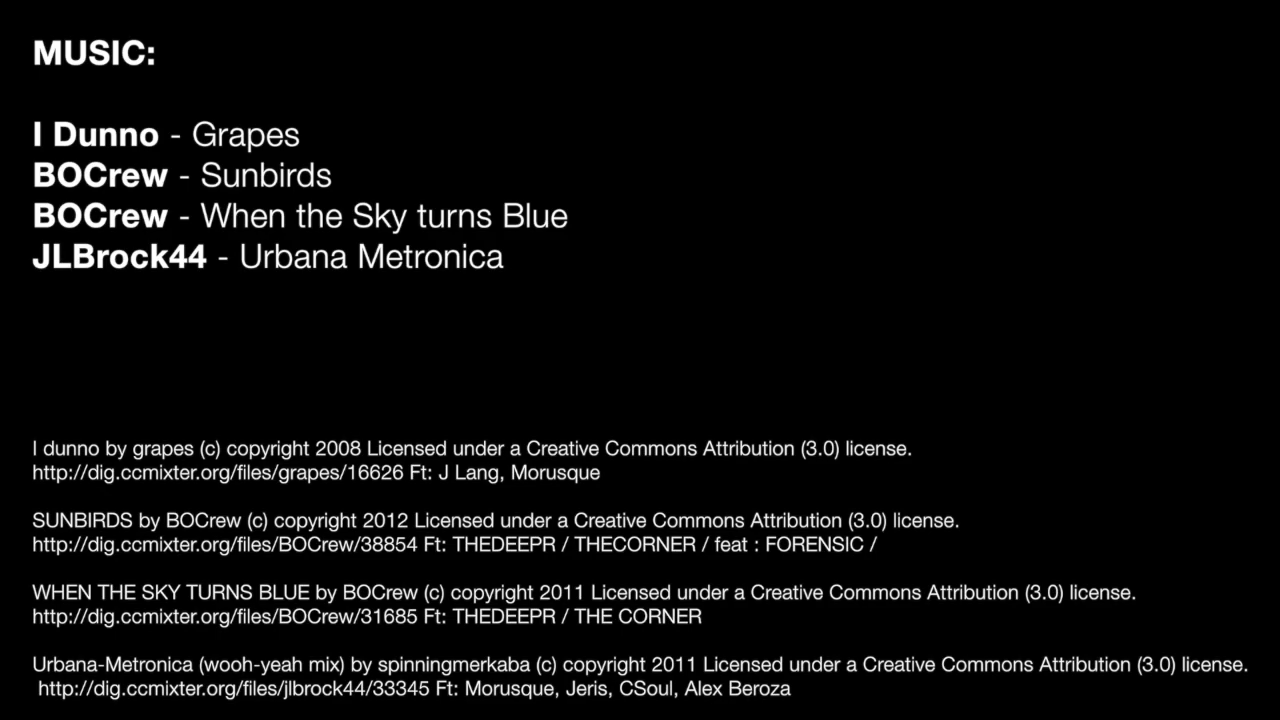 MUSIC:
I Dunno - Grapes
BOCrew - Sunbirds
BOCrew - When the Sky turns Blue
JLBrock44 - Urbana Metronica
I dunno by grapes (c) copyright 2008 Licensed under a Creative Commons Attribution (3.0) license.
http://dig.ccmixter.org/files/grapes/16626 Ft: J Lang, Morusque
SUNBIRDS by BOCrew (c) copyright 2012 Licensed under a Creative Commons Attribution (3.0) license.
http://dig.ccmixter.org/files/BOCrew/38854 Ft: THEDEEPR / THECORNER / feat : FORENSIC /
WHEN THE SKY TURNS BLUE by BOCrew (c) copyright 2011 Licensed under a Creative Commons Attribution (3.0) license.
http://dig.ccmixter.org/files/BOCrew/31685 Ft: THEDEEPR / THE CORNER
Urbana-Metronica (wooh-yeah mix) by spinningmerkaba (c) copyright 2011 Licensed under a Creative Commons Attribution (3.0) license.
http://dig.ccmixter.org/files/jlbrock44/33345 Ft: Morusque, Jeris, CSoul, Alex Beroza